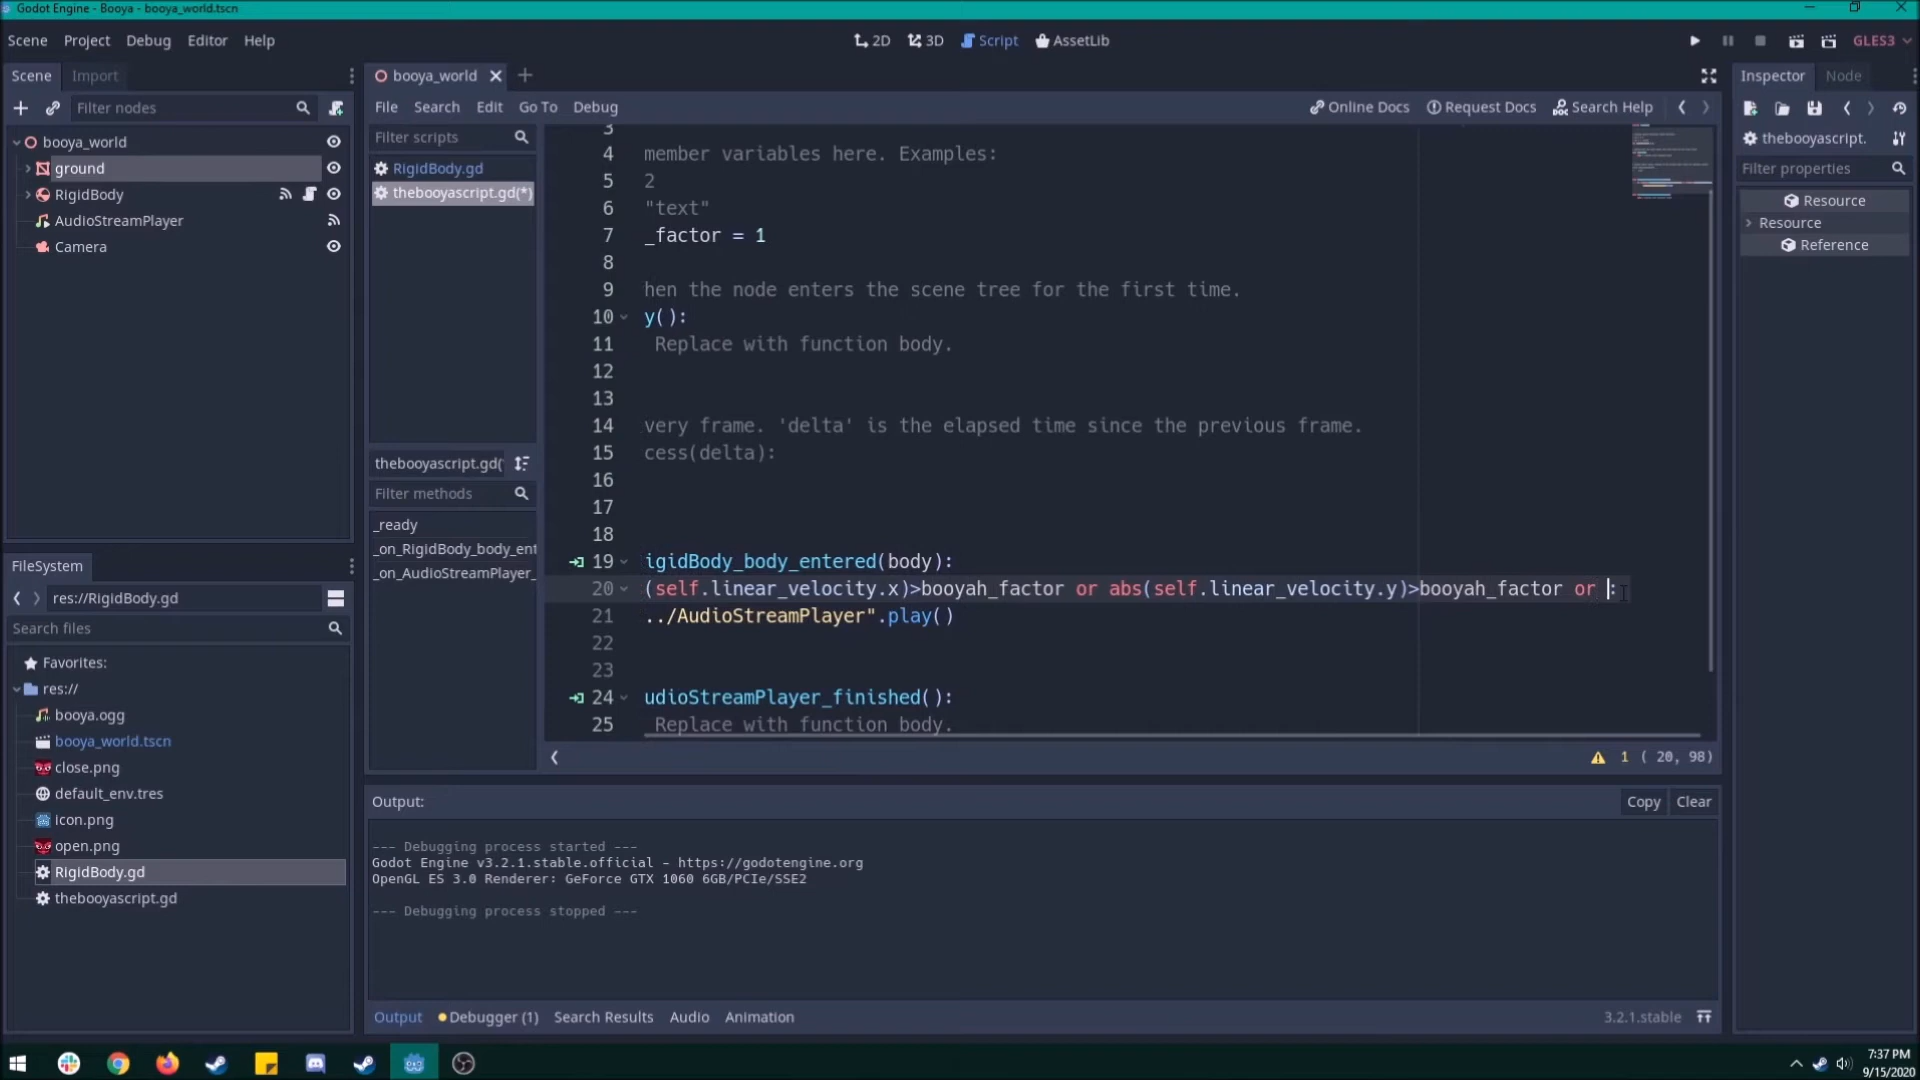 Godot Engine - Booya - booya_world.tscn
Scene Project Debug Editor Help
2D 3D Script AssetLib
GLES3
Scene Import
booya_world
Inspector Node
Filter nodes
File Search Edit Go To Debug
Online Docs Request Docs Search Help
booya_world
ground
RigidBody
AudioStreamPlayer
Camera
Filter scripts
RigidBody.gd
thebooyascript.gd(*)
thebooyascript.gd(
Filter methods
_ready
_on_RigidBody_body_ent
_on_AudioStreamPlayer_
3
4 member variables here. Examples:
5 2
6 "text"
7 _factor = 1
8
9 hen the node enters the scene tree for the first time.
10 y():
11 Replace with function body.
12
13
14 very frame. 'delta' is the elapsed time since the previous frame.
15 cess(delta):
16
17
18
19 igidBody_body_entered(body):
20 (self.linear_velocity.x)>booyah_factor or abs(self.linear_velocity.y)>booyah_factor or :
21 ../AudioStreamPlayer".play()
22
23
24 udioStreamPlayer_finished():
25 Replace with function body.
1 ( 20, 98)
thebooyascript.
Filter properties
Resource
Resource
Reference
FileSystem
res://RigidBody.gd
Search files
Favorites:
res://
booya.ogg
booya_world.tscn
close.png
default_env.tres
icon.png
open.png
RigidBody.gd
thebooyascript.gd
Output:
Copy Clear
--- Debugging process started ---
Godot Engine v3.2.1.stable.official - https://godotengine.org
OpenGL ES 3.0 Renderer: GeForce GTX 1060 6GB/PCIe/SSE2
--- Debugging process stopped ---
Output Debugger (1) Search Results Audio Animation
3.2.1.stable
7:37 PM
9/15/2020